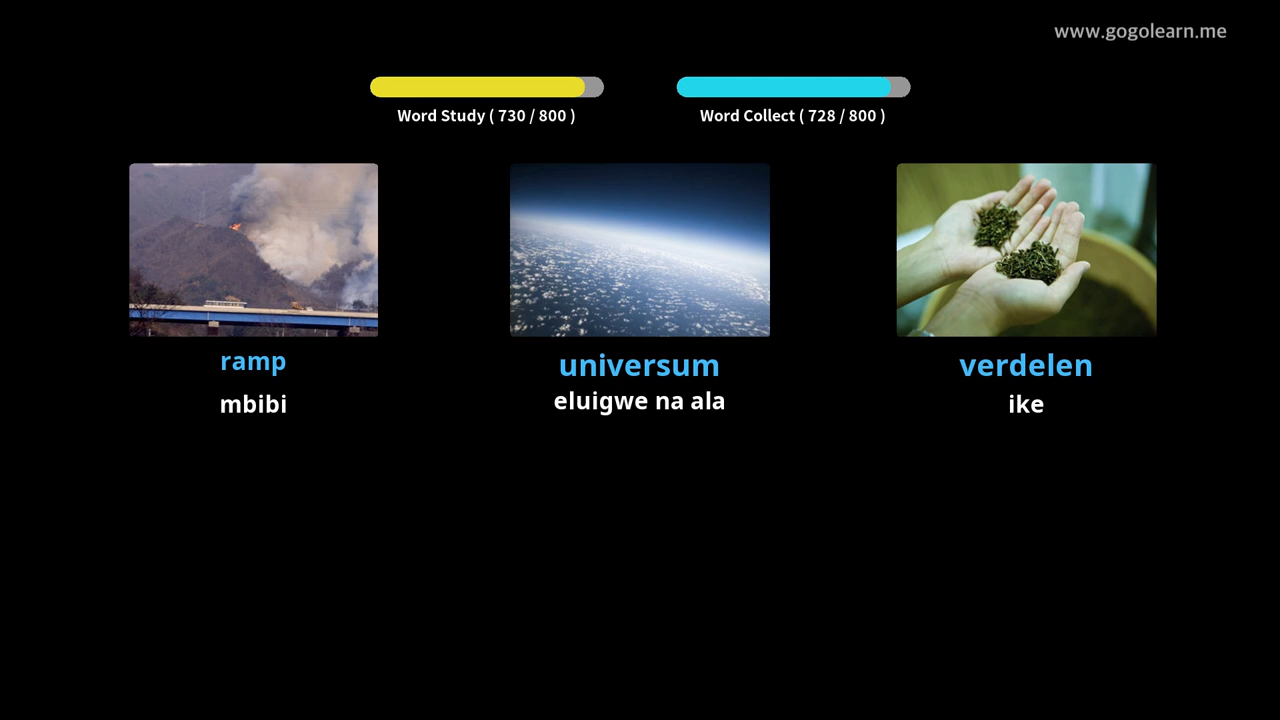 www.gogolearn.me
Word Study ( 730 / 800 )
Word Collect ( 728 / 800 )
ramp
mbibi
universum
eluigwe na ala
verdelen
ike